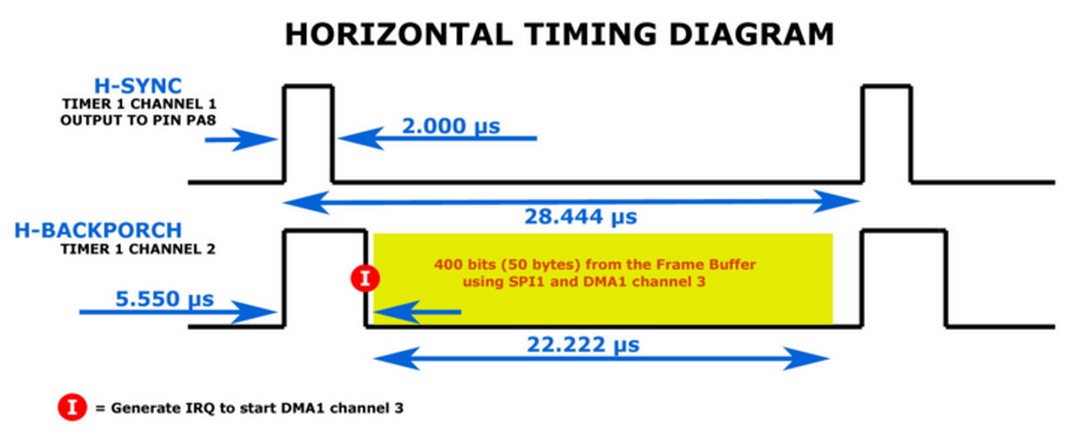 HORIZONTAL TIMING DIAGRAM
H-SYNC
TIMER 1 CHANNEL 1
OUTPUT TO PIN PA8
2.000 µs
28.444 µs
H-BACKPORCH
TIMER 1 CHANNEL 2
400 bits (50 bytes) from the Frame Buffer
using SPI1 and DMA1 channel 3
I
5.550 µs
22.222 µs
I = Generate IRQ to start DMA1 channel 3